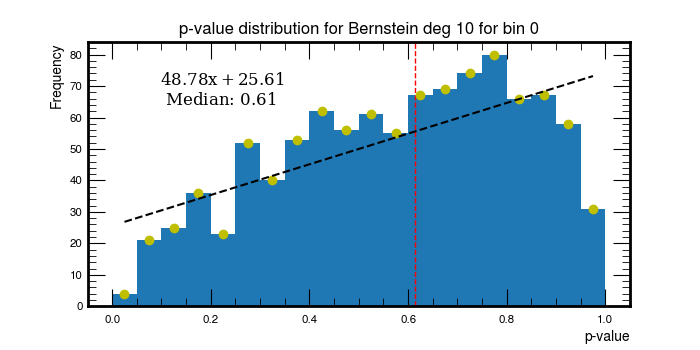 p-value distribution for Bernstein deg 10 for bin 0
Frequency
80
70
60
50
40
30
20
10
0
48.78x + 25.61
Median: 0.61
0.0 0.2 0.4 0.6 0.8 1.0
p-value